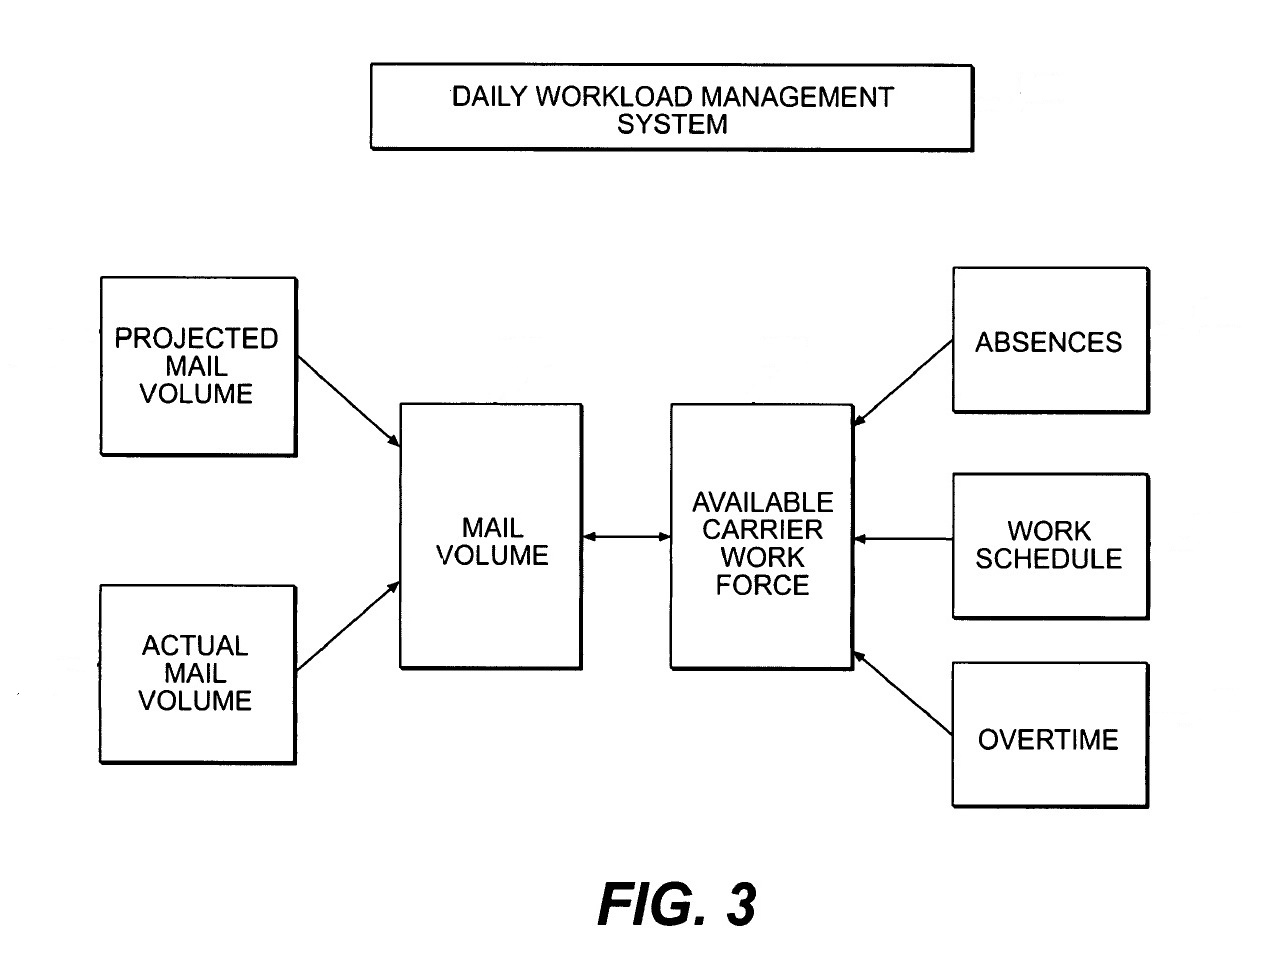 DAILY WORKLOAD MANAGEMENT
SYSTEM
PROJECTED
MAIL
VOLUME
ACTUAL
MAIL
VOLUME
MAIL
VOLUME
AVAILABLE
CARRIER
WORK
FORCE
ABSENCES
WORK
SCHEDULE
OVERTIME
FIG. 3